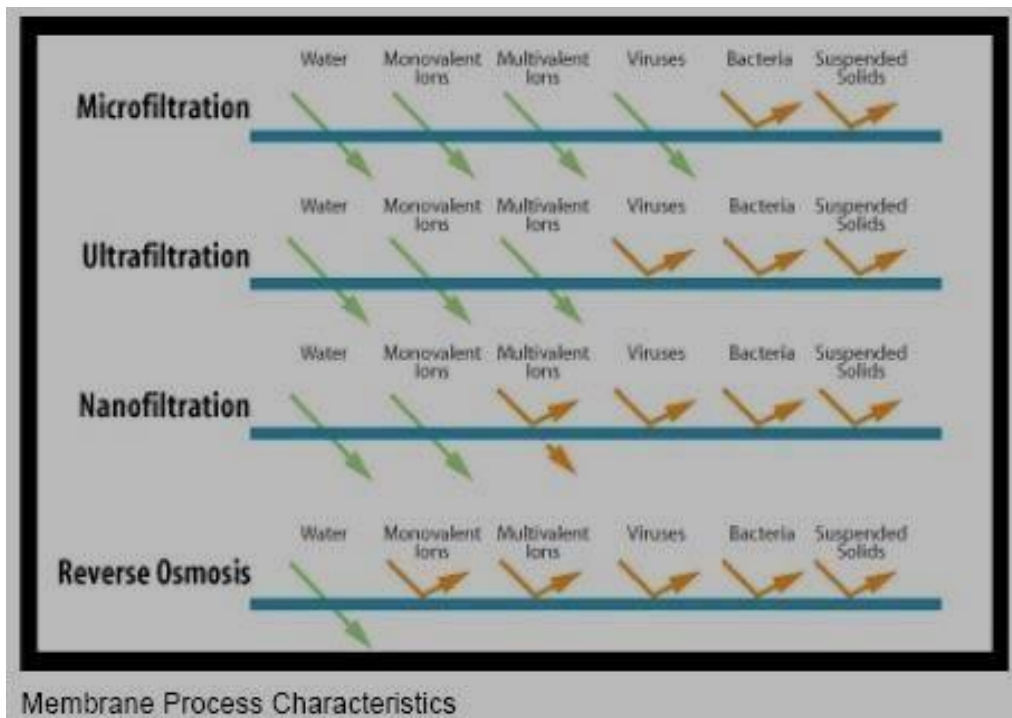 Water Monovalent Multivalent Viruses Bacteria Suspended
Ions Ions Solids
Microfiltration
Water Monovalent Multivalent Viruses Bacteria Suspended
Ions Ions Solids
Ultrafiltration
Water Monovalent Multivalent Viruses Bacteria Suspended
Ions Ions Solids
Nanofiltration
Water Monovalent Multivalent Viruses Bacteria Suspended
Ions Ions Solids
Reverse Osmosis
Membrane Process Characteristics